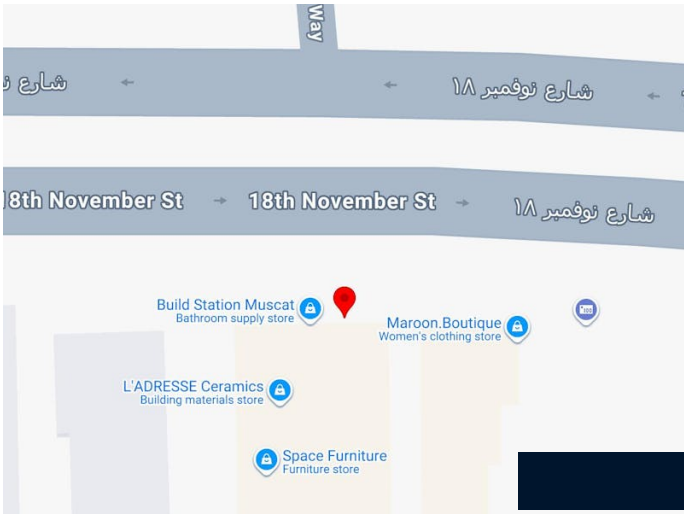 Way
شارع نوفمبر ١٨
18th November St
18th November St
شارع نوفمبر ١٨
Build Station Muscat
Bathroom supply store
Maroon.Boutique
Women's clothing store
L'ADRESSE Ceramics
Building materials store
Space Furniture
Furniture store